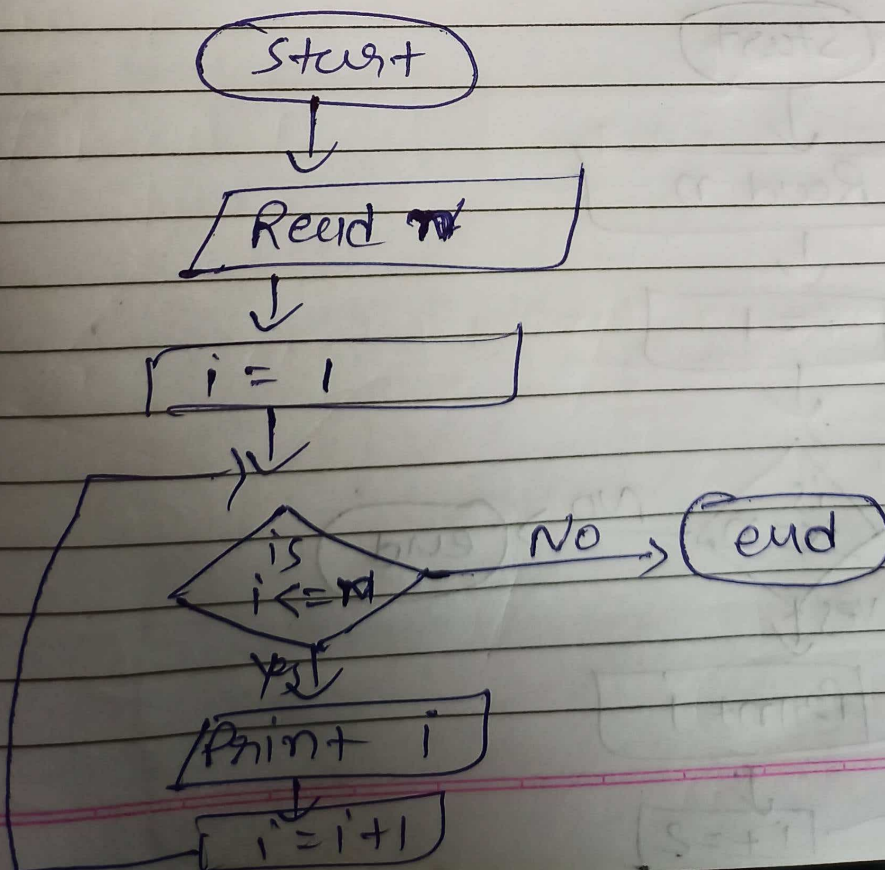 Start
Read n
i = 1
is
i <= n
No
end
Yes
Print i
i = i + 1